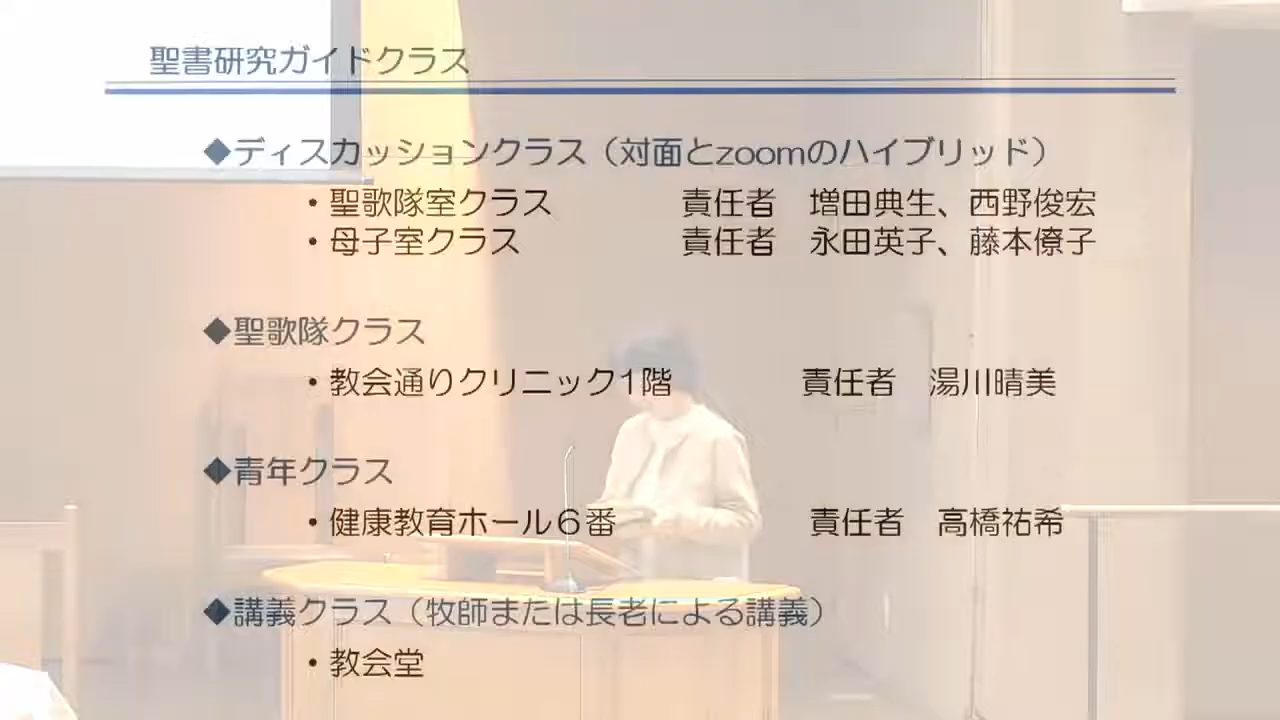 聖書研究ガイドクラス
◆ディスカッションクラス（対面とzoomのハイブリッド）
・聖歌隊室クラス　責任者　増田典生、西野俊宏
・母子室クラス　責任者　永田英子、藤本僚子
◆聖歌隊クラス
・教会通りクリニック1階　責任者　湯川晴美
◆青年クラス
・健康教育ホール６番　責任者　高橋祐希
◆講義クラス（牧師または長老による講義）
・教会堂